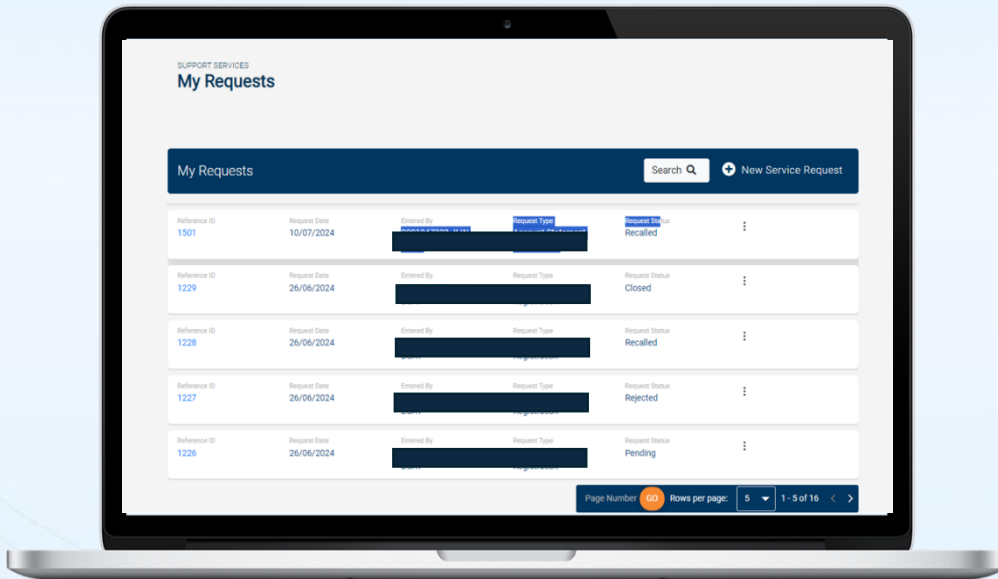 SUPPORT SERVICES
My Requests
My Requests
Search
New Service Request
Reference ID Request Date Entered By Request Type Request Status
1501 10/07/2024 Recalled
Reference ID Request Date Entered By Request Type Request Status
1229 26/06/2024 Closed
Reference ID Request Date Entered By Request Type Request Status
1228 26/06/2024 Recalled
Reference ID Request Date Entered By Request Type Request Status
1227 26/06/2024 Rejected
Reference ID Request Date Entered By Request Type Request Status
1226 26/06/2024 Pending
Page Number GO Rows per page: 5 1 - 5 of 16